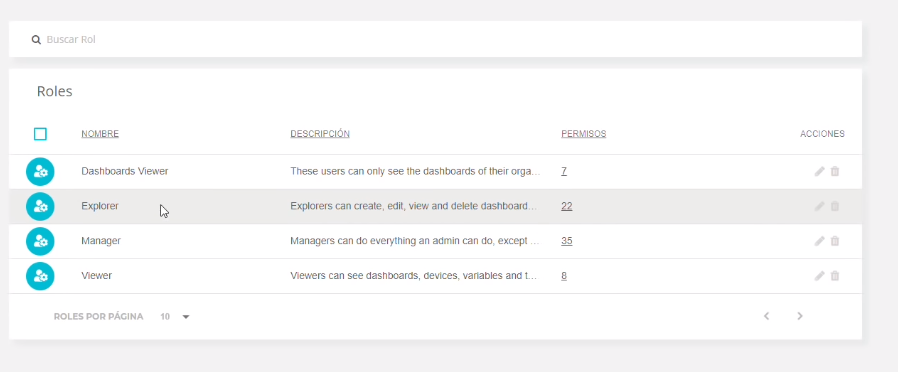 Buscar Rol
Roles
NOMBRE DESCRIPCIÓN PERMISOS ACCIONES
Dashboards Viewer These users can only see the dashboards of their orga... 7
Explorer Explorers can create, edit, view and delete dashboard... 22
Manager Managers can do everything an admin can do, except ... 35
Viewer Viewers can see dashboards, devices, variables and t... 8
ROLES POR PÁGINA 10